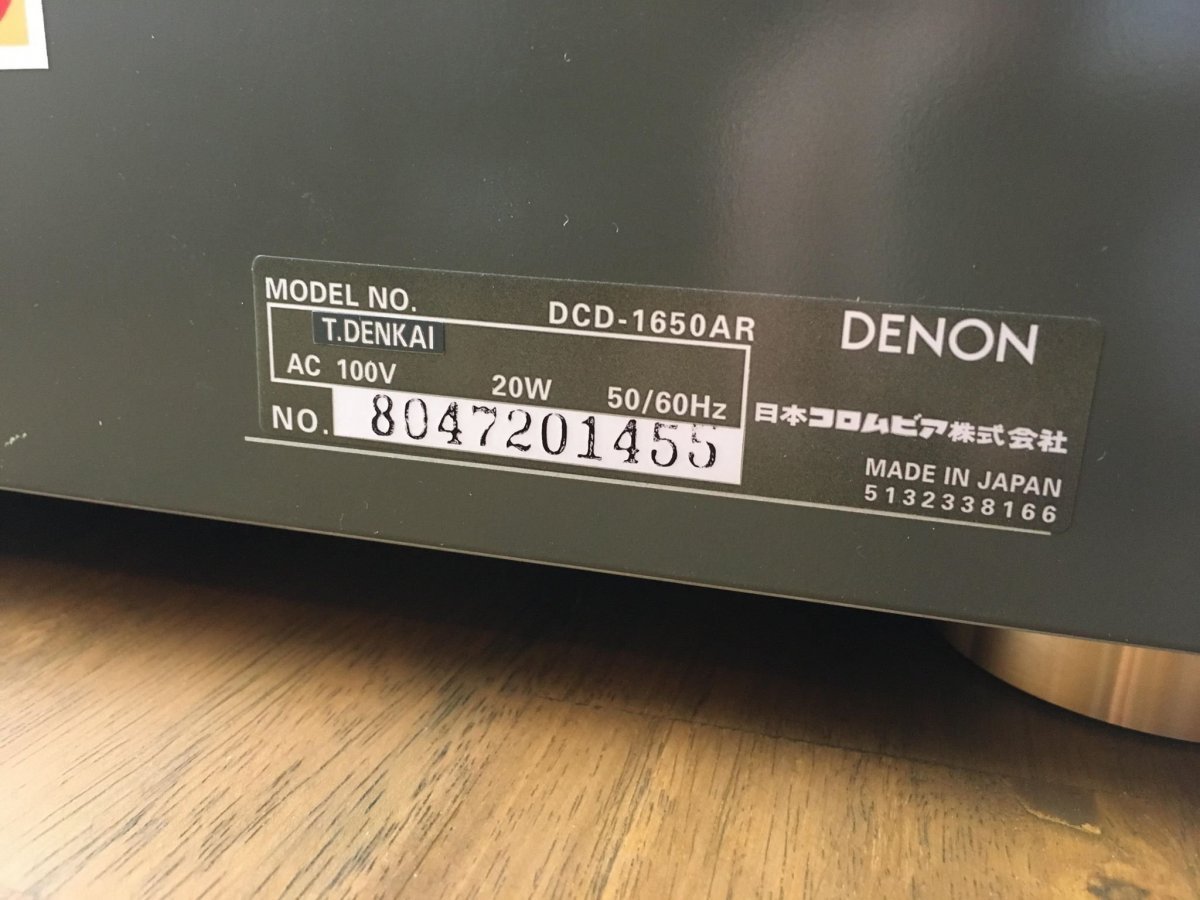 MODEL NO. DCD-1650AR
T.DENKAI
AC 100V 20W 50/60Hz
NO. 8047201455
DENON
日本コロムビア株式会社
MADE IN JAPAN
5132338166